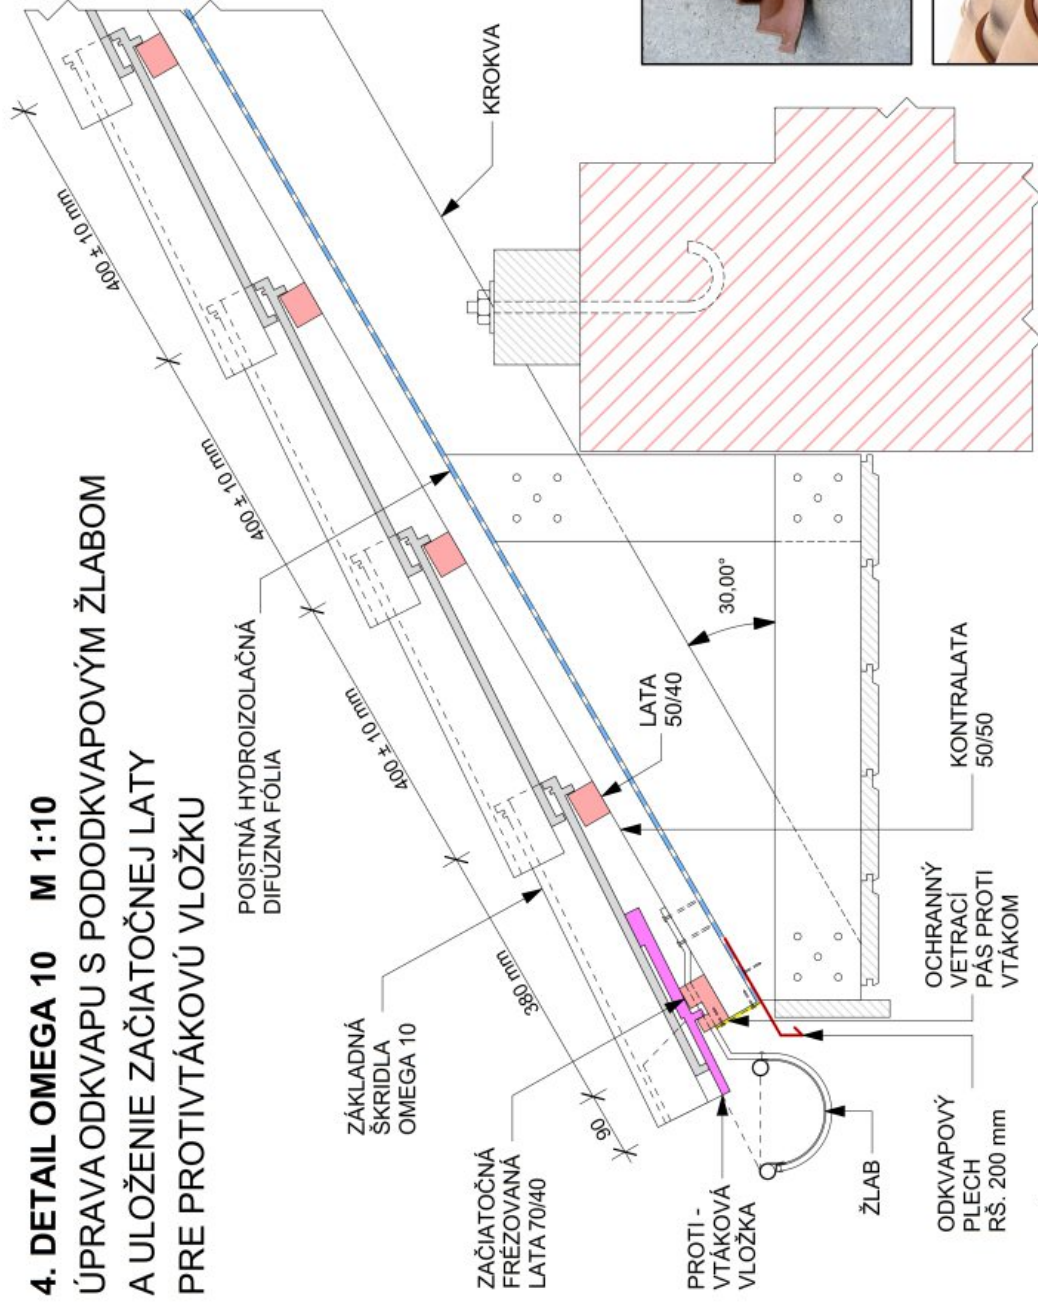 4. DETAIL OMEGA 10 M 1:10
ÚPRAVA ODKVAPU S PODODKVAPOVÝM ŽLABOM
A ULOŽENIE ZAČIATOČNEJ LATY
PRE PROTIVTÁKOVÚ VLOŽKU
POISTNÁ HYDROIZOLAČNÁ
DIFÚZNA FÓLIA
ZÁKLADNÁ
ŠKRIDLA
OMEGA 10
ZAČIATOČNÁ
FRÉZOVANÁ
LATA 70/40
PROTI -
VTÁKOVÁ
VLOŽKA
90
380 mm
400 ± 10 mm
400 ± 10 mm
400 ± 10 mm
KROKVA
LATA
50/40
30,00°
KONTRALATA
50/50
OCHRANNÝ
VETRACÍ
PÁS PROTI
VTÁKOM
ŽLAB
ODKVAPOVÝ
PLECH
RŠ. 200 mm